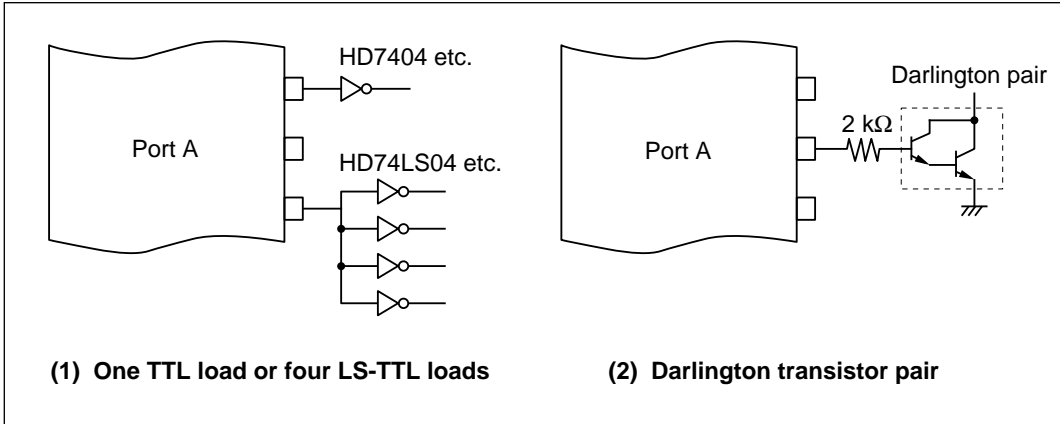 HD7404 etc.
Port A
HD74LS04 etc.
(1) One TTL load or four LS-TTL loads
Darlington pair
2 kΩ
Port A
(2) Darlington transistor pair